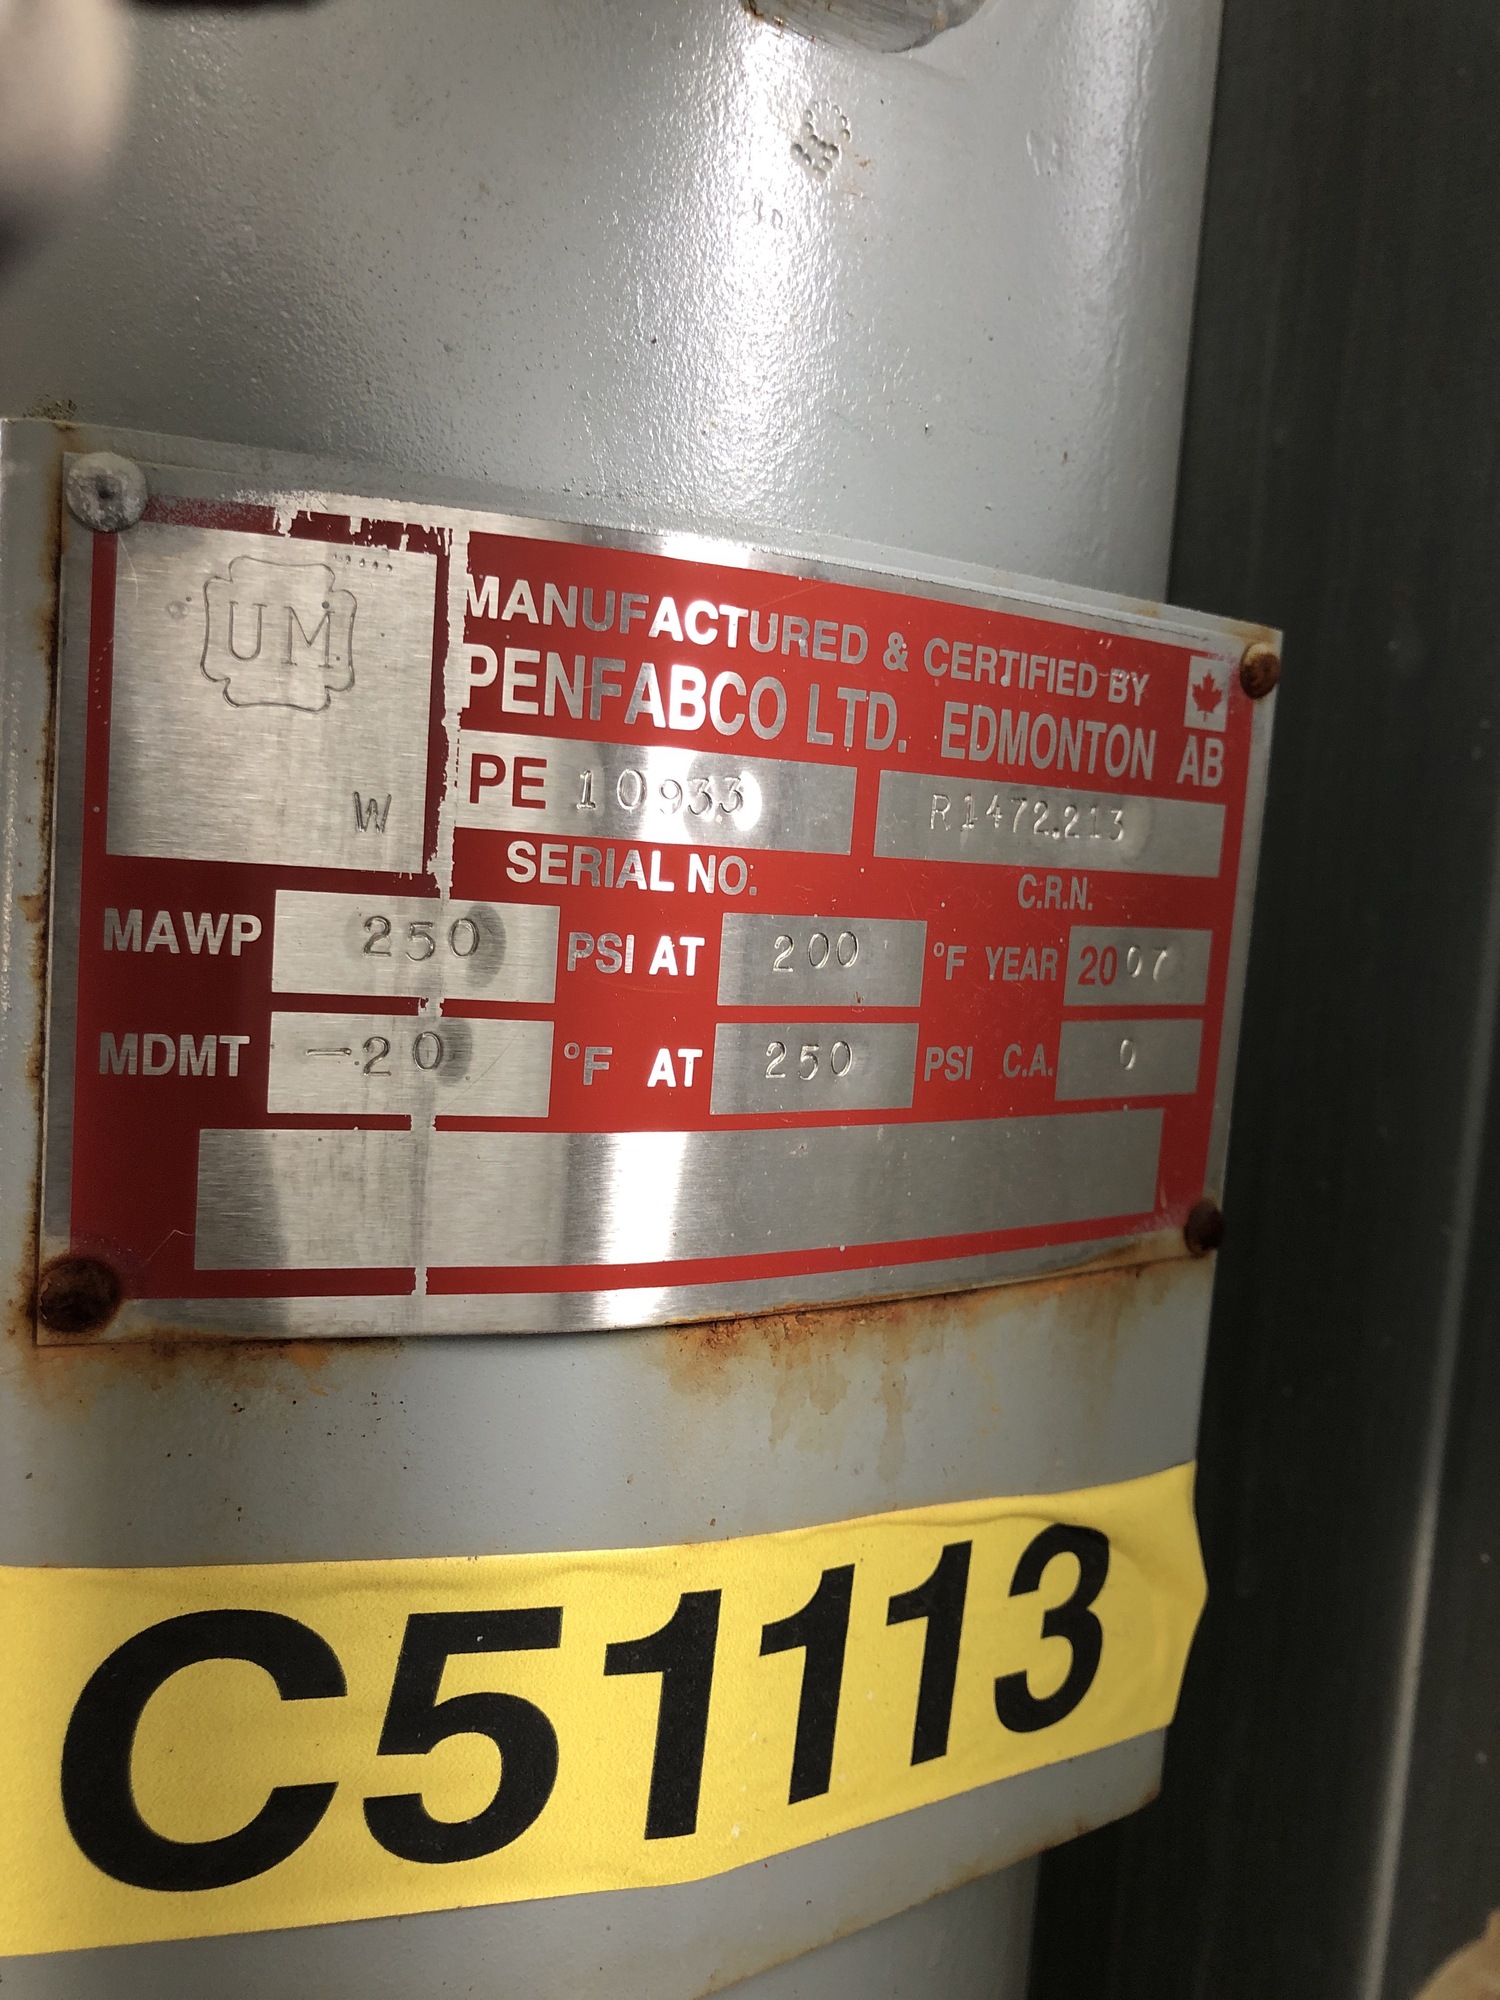 UM
W
MANUFACTURED & CERTIFIED BY
PENFABCO LTD. EDMONTON AB
PE 10933 R1472.213
SERIAL NO. C.R.N.
MAWP 250 PSI AT 200 °F YEAR 2007
MDMT -20 °F AT 250 PSI C.A. 0
C51113